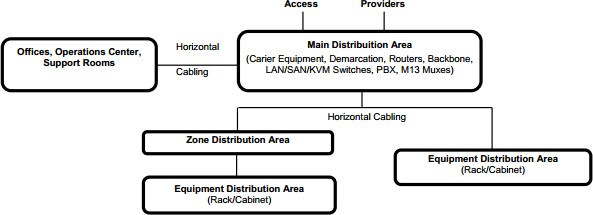 Access Providers
Offices, Operations Center,
Support Rooms
Horizontal
Cabling
Main Distribuition Area
(Carier Equipment, Demarcation, Routers, Backbone,
LAN/SAN/KVM Switches, PBX, M13 Muxes)
Horizontal Cabling
Zone Distribution Area
Equipment Distribution Area
(Rack/Cabinet)
Equipment Distribution Area
(Rack/Cabinet)